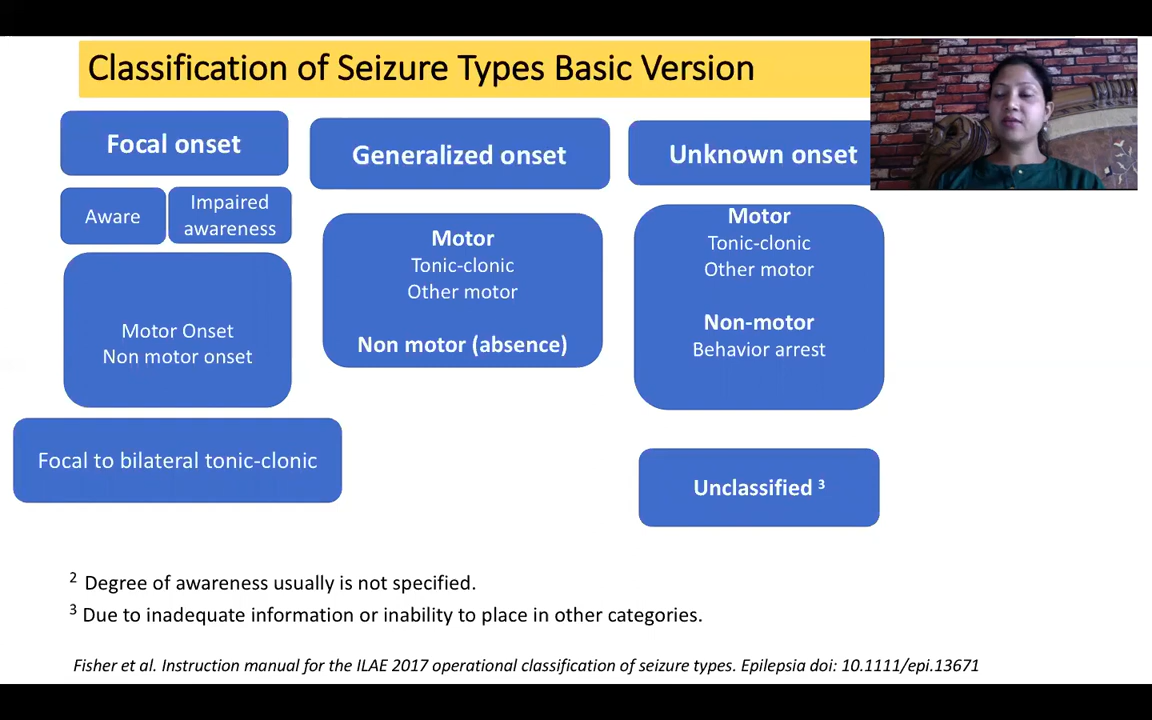 Classification of Seizure Types Basic Version
Focal onset
Aware
Impaired
awareness
Motor Onset
Non motor onset
Focal to bilateral tonic-clonic
Generalized onset
Motor
Tonic-clonic
Other motor
Non motor (absence)
Unknown onset
Motor
Tonic-clonic
Other motor
Non-motor
Behavior arrest
Unclassified ³
² Degree of awareness usually is not specified.
³ Due to inadequate information or inability to place in other categories.
Fisher et al. Instruction manual for the ILAE 2017 operational classification of seizure types. Epilepsia doi: 10.1111/epi.13671